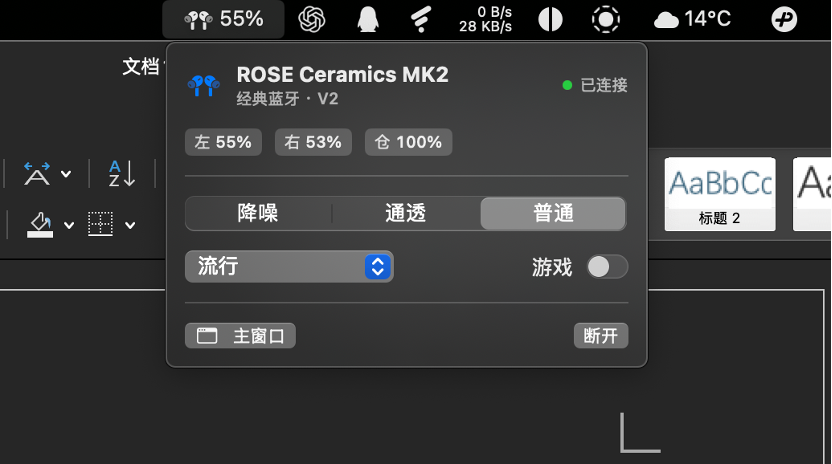 55%
0 B/s
28 KB/s
14°C
文档
ROSE Ceramics MK2
经典蓝牙 · V2
已连接
左 55%
右 53%
仓 100%
降噪
通透
普通
流行
游戏
主窗口
断开
A
Z
AaBbCc
标题 2